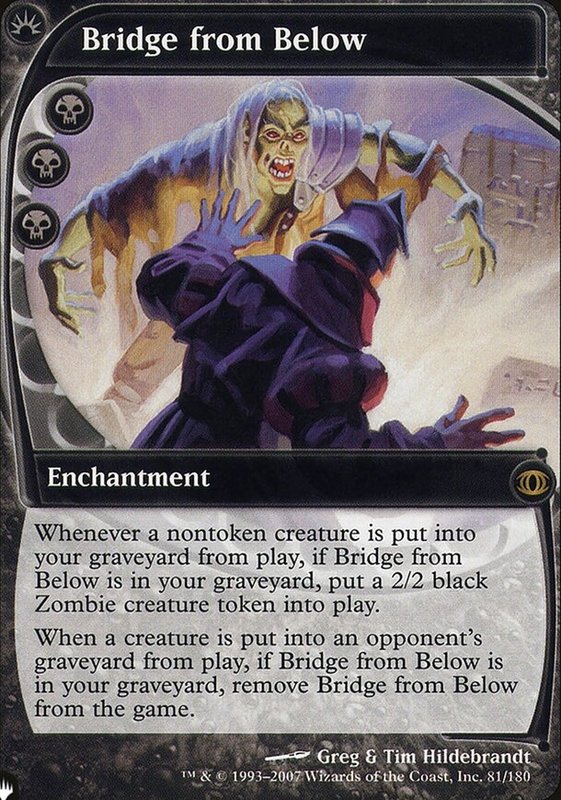 Bridge from Below
Enchantment
Whenever a nontoken creature is put into
your graveyard from play, if Bridge from
Below is in your graveyard, put a 2/2 black
Zombie creature token into play.
When a creature is put into an opponent's
graveyard from play, if Bridge from Below is
in your graveyard, remove Bridge from Below
from the game.
Greg & Tim Hildebrandt
™ & © 1993–2007 Wizards of the Coast, Inc. 81/180